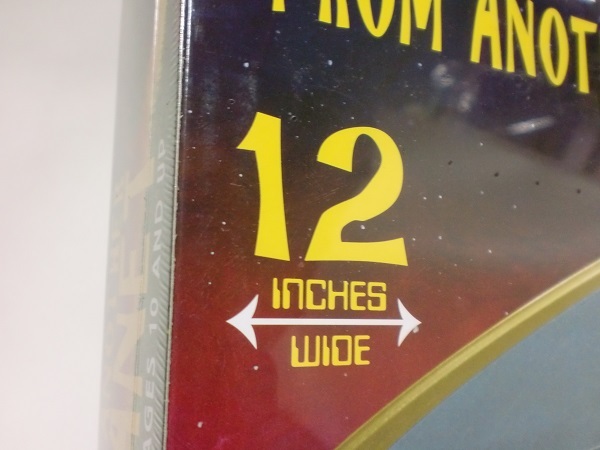 FROM ANOT
12
INCHES
WIDE
AGES 10 AND UP